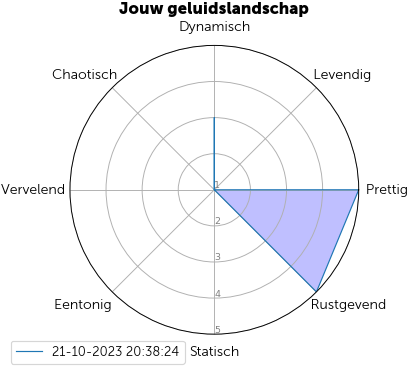 Jouw geluidslandschap
Dynamisch
Chaotisch
Levendig
Vervelend
1
Prettig
2
3
4
Eentonig
Rustgevend
5
21-10-2023 20:38:24
Statisch